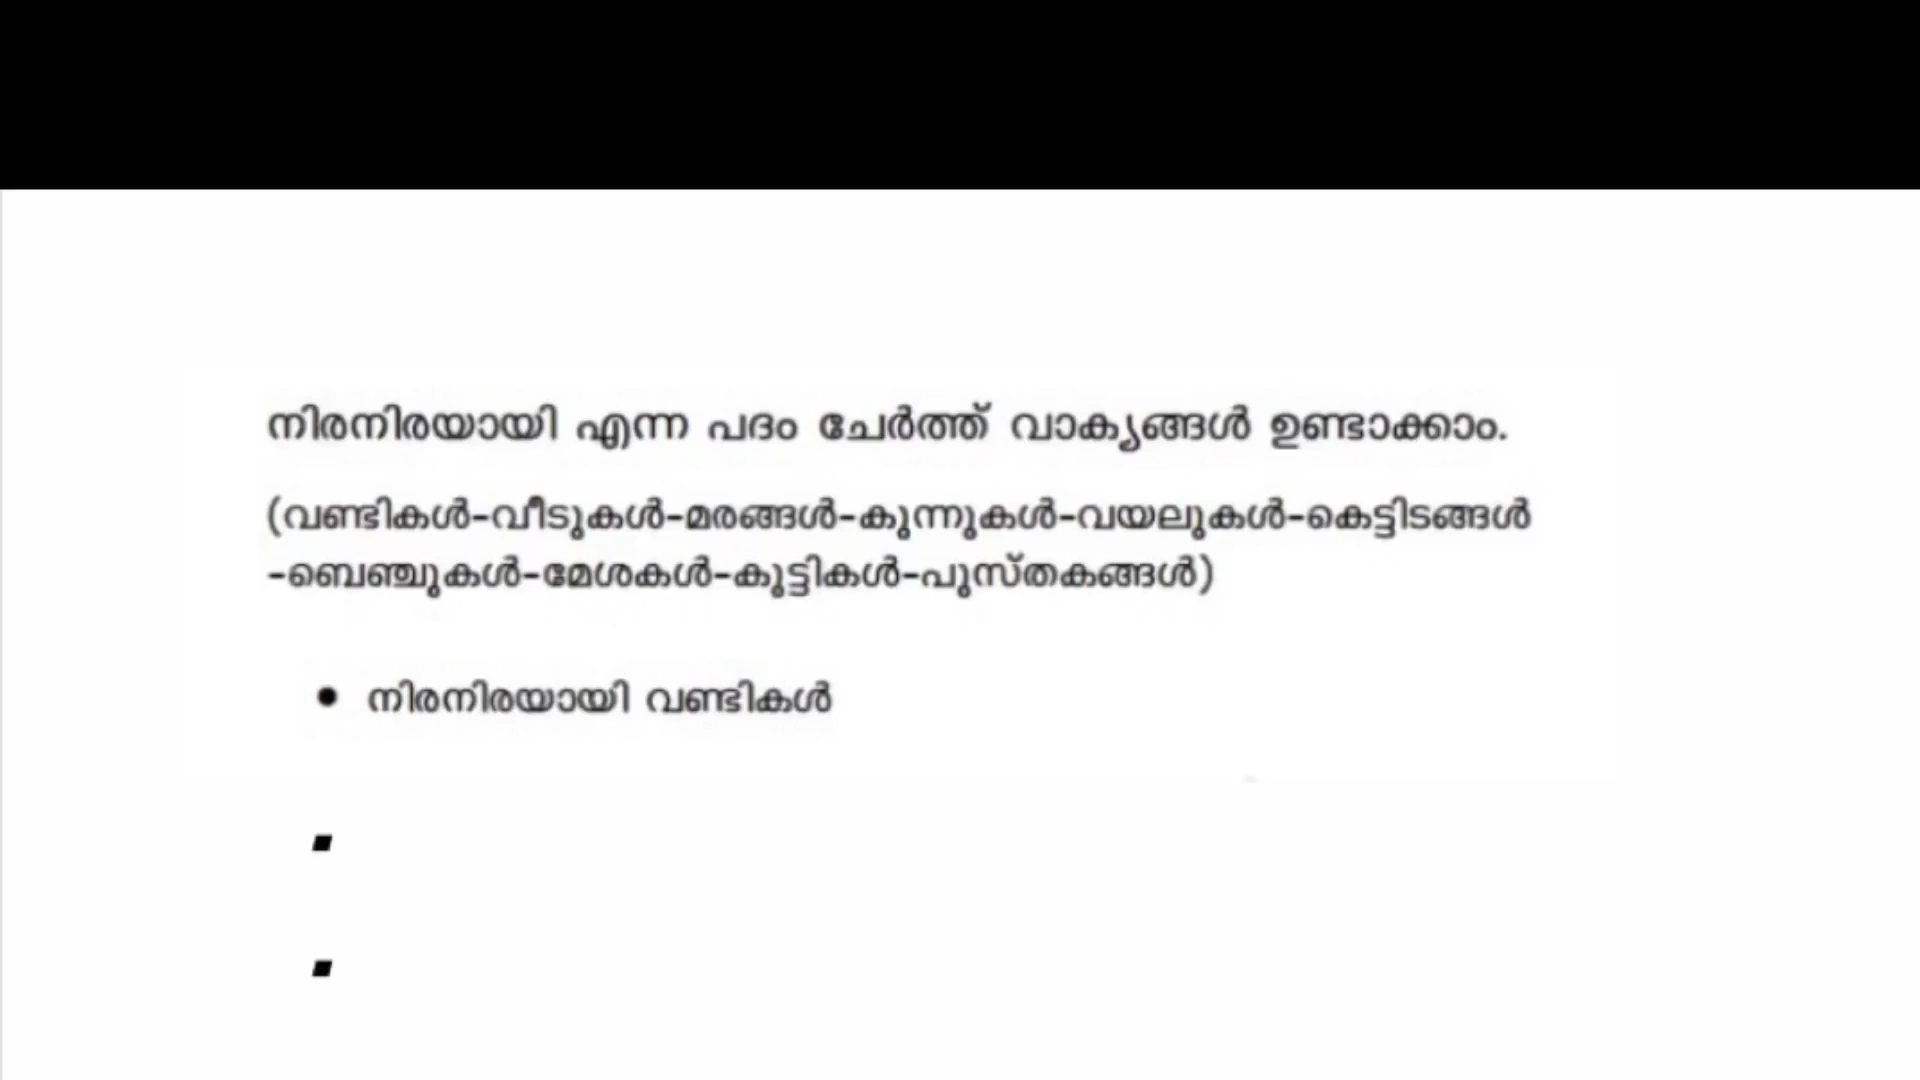 നിരനിരയായി എന്ന പദം ചേർത്ത് വാക്യങ്ങൾ ഉണ്ടാക്കാം.
(വണ്ടികൾ-വീടുകൾ-മരങ്ങൾ-കുന്നുകൾ-വയലുകൾ-കെട്ടിടങ്ങൾ
-ബെഞ്ചുകൾ-മേശകൾ-കുട്ടികൾ-പുസ്തകങ്ങൾ)
• നിരനിരയായി വണ്ടികൾ